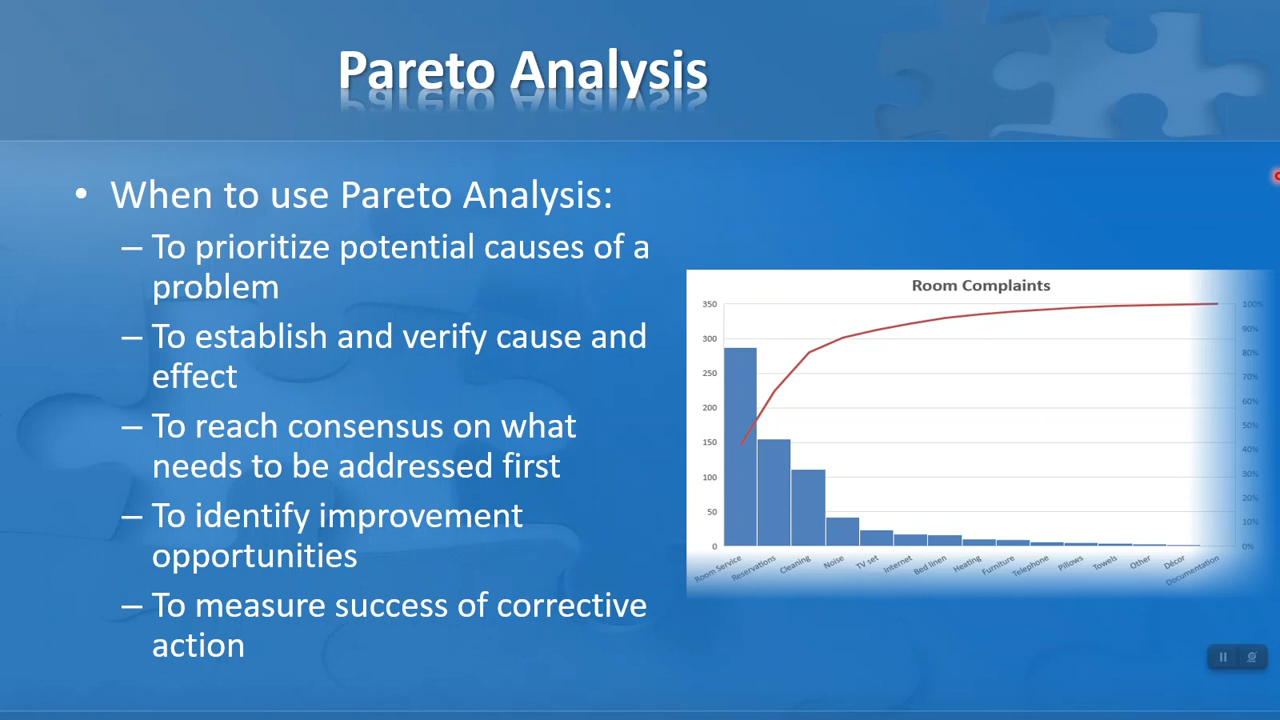 Pareto Analysis
• When to use Pareto Analysis:
– To prioritize potential causes of a
problem
– To establish and verify cause and
effect
– To reach consensus on what
needs to be addressed first
– To identify improvement
opportunities
– To measure success of corrective
action
Room Complaints
350
300
250
200
150
100
50
0
100%
90%
80%
70%
60%
50%
40%
30%
20%
10%
0%
Room Service
Reservations
Cleaning
Noise
TV set
Internet
Bed linen
Heating
Furniture
Telephone
Pillows
Towels
Other
Décor
Documentation